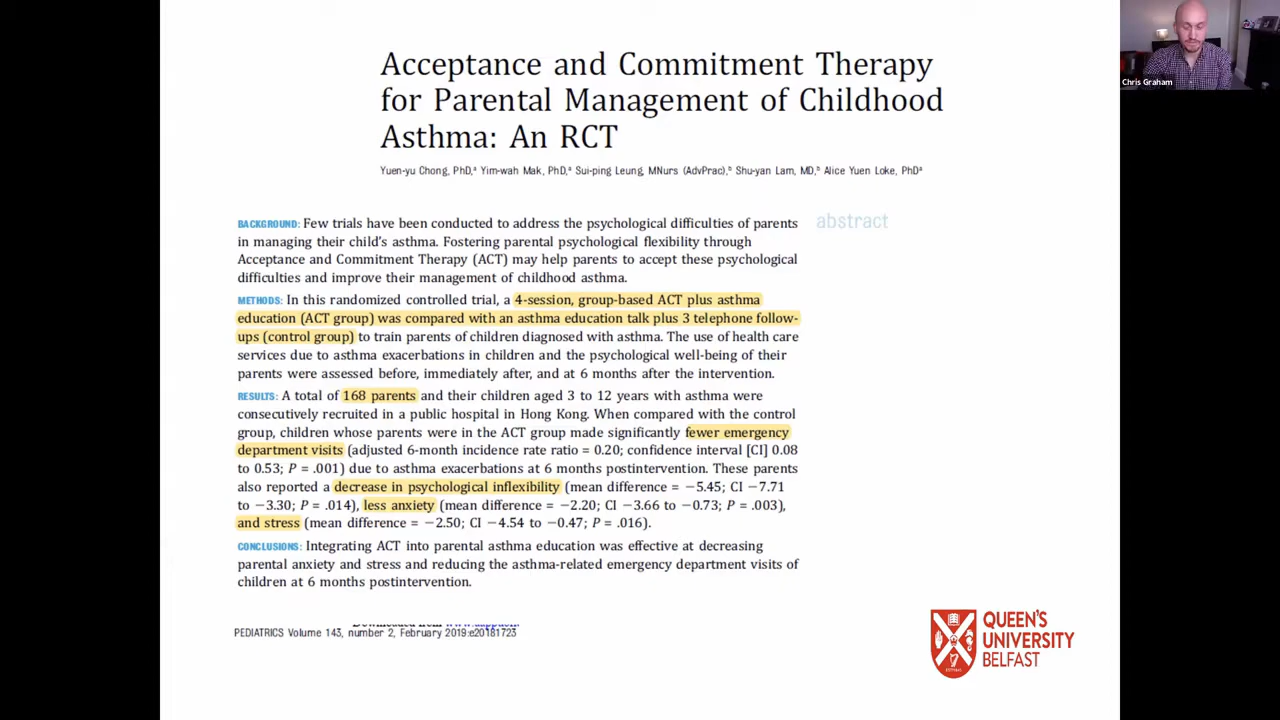 Chris Graham
Acceptance and Commitment Therapy
for Parental Management of Childhood
Asthma: An RCT
Yuen-yu Chong, PhD,ᵃ Yim-wah Mak, PhD,ᵃ Sui-ping Leung, MNurs (AdvPrac),ᵇ Shu-yan Lam, MD,ᵇ Alice Yuen Loke, PhDᵃ
abstract
BACKGROUND: Few trials have been conducted to address the psychological difficulties of parents
in managing their child's asthma. Fostering parental psychological flexibility through
Acceptance and Commitment Therapy (ACT) may help parents to accept these psychological
difficulties and improve their management of childhood asthma.
METHODS: In this randomized controlled trial, a 4-session, group-based ACT plus asthma
education (ACT group) was compared with an asthma education talk plus 3 telephone follow-
ups (control group) to train parents of children diagnosed with asthma. The use of health care
services due to asthma exacerbations in children and the psychological well-being of their
parents were assessed before, immediately after, and at 6 months after the intervention.
RESULTS: A total of 168 parents and their children aged 3 to 12 years with asthma were
consecutively recruited in a public hospital in Hong Kong. When compared with the control
group, children whose parents were in the ACT group made significantly fewer emergency
department visits (adjusted 6-month incidence rate ratio = 0.20; confidence interval [CI] 0.08
to 0.53; P = .001) due to asthma exacerbations at 6 months postintervention. These parents
also reported a decrease in psychological inflexibility (mean difference = −5.45; CI −7.71
to −3.30; P = .014), less anxiety (mean difference = −2.20; CI −3.66 to −0.73; P = .003),
and stress (mean difference = −2.50; CI −4.54 to −0.47; P = .016).
CONCLUSIONS: Integrating ACT into parental asthma education was effective at decreasing
parental anxiety and stress and reducing the asthma-related emergency department visits of
children at 6 months postintervention.
PEDIATRICS Volume 143, number 2, February 2019:e20181723
QUEEN'S
UNIVERSITY
BELFAST